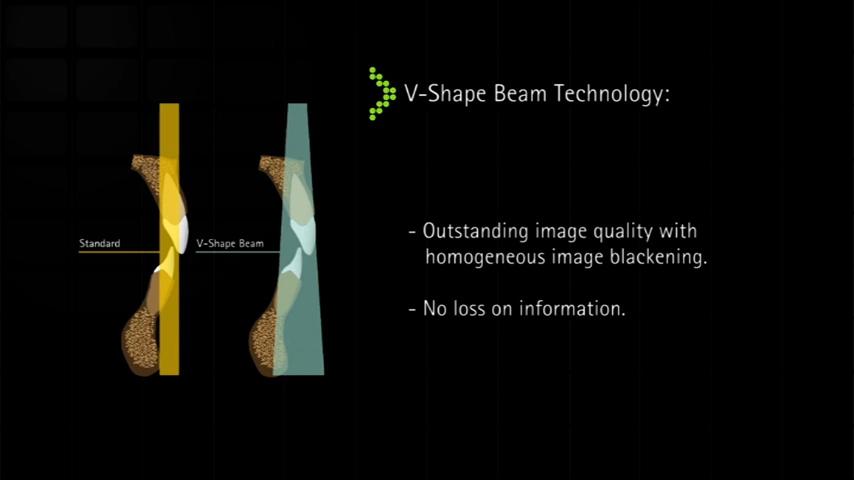 V-Shape Beam Technology:
Standard
V-Shape Beam
- Outstanding image quality with
homogeneous image blackening.
- No loss on information.